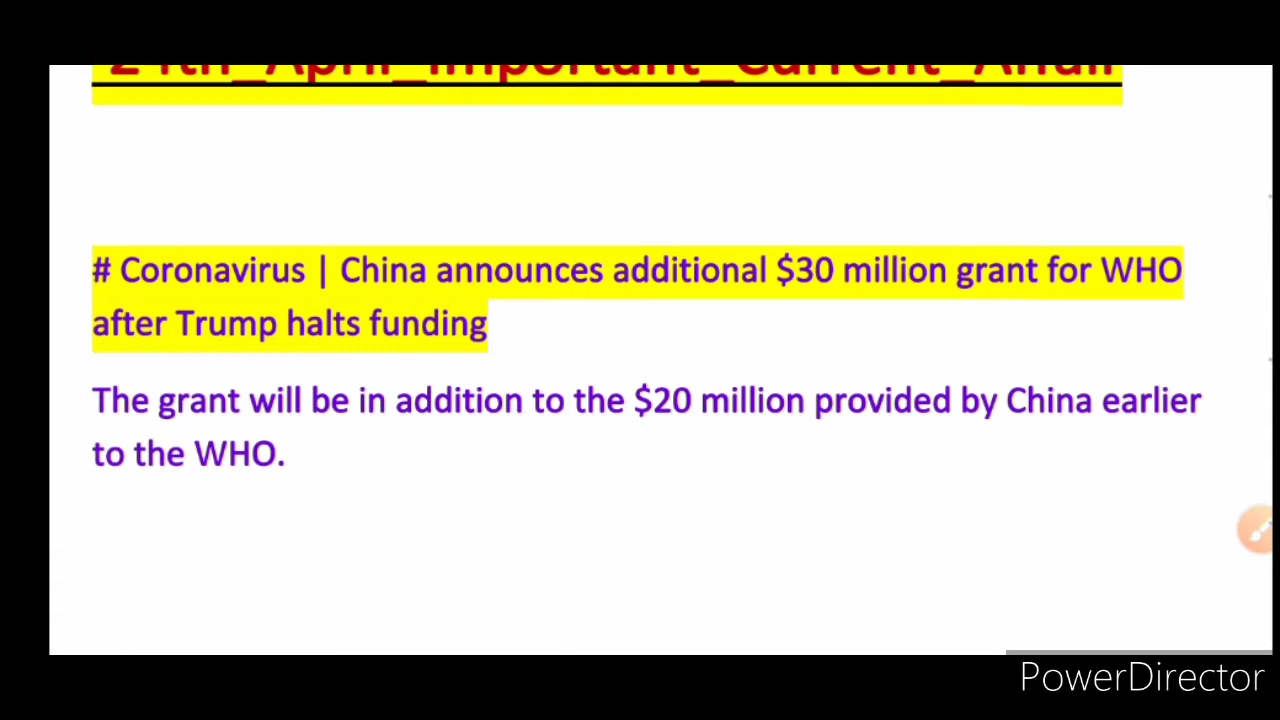 24th_April_Important_Current_Affair
# Coronavirus | China announces additional $30 million grant for WHO
after Trump halts funding
The grant will be in addition to the $20 million provided by China earlier
to the WHO.
PowerDirector